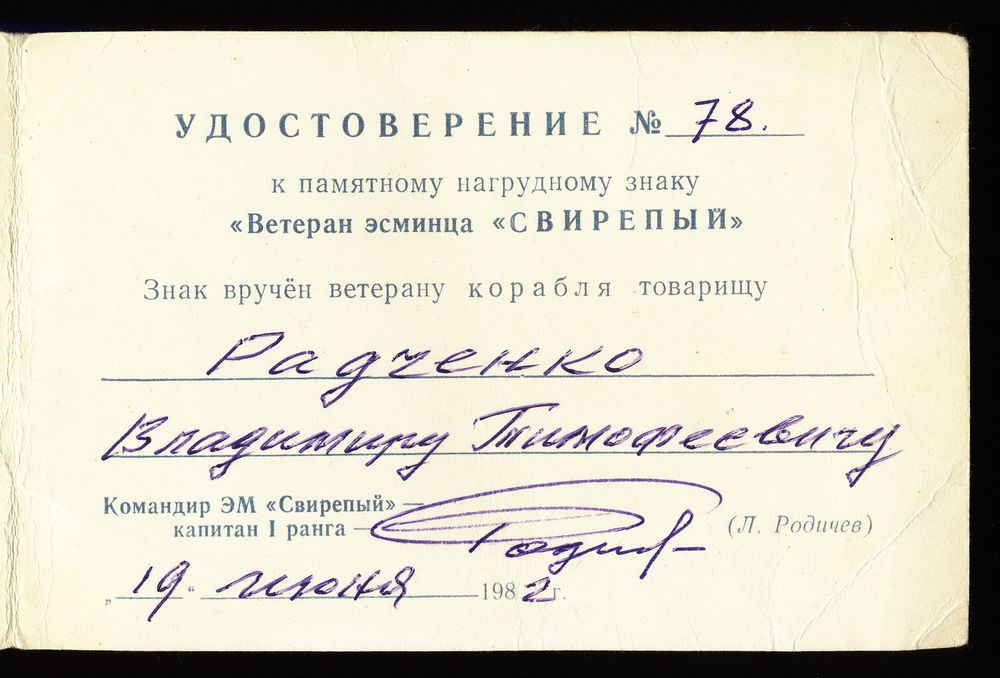 УДОСТОВЕРЕНИЕ № 78.
к памятному нагрудному знаку
«Ветеран эсминца «СВИРЕПЫЙ»
Знак вручён ветерану корабля товарищу
Радченко
Владимиру Тимофеевичу
Командир ЭМ «Свирепый» —
капитан I ранга — Родичев (Л. Родичев)
„19“ июня 1982 г.